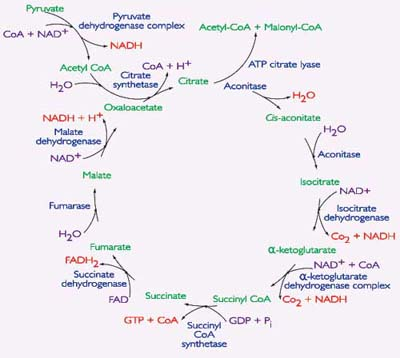 Pyruvate
CoA + NAD+
Pyruvate
dehydrogenase complex
NADH
Acetyl CoA
H2O
CoA + H+
Citrate
synthetase
Oxaloacetate
Citrate
Acetyl-CoA + Malonyl-CoA
ATP citrate lyase
Aconitase
H2O
Cis-aconitate
H2O
Aconitase
Isocitrate
NAD+
Isocitrate
dehydrogenase
Co2 + NADH
α-ketoglutarate
NAD+ + CoA
α-ketoglutarate
dehydrogenase complex
Co2 + NADH
Succinyl CoA
GDP + Pi
Succinyl
CoA
synthetase
GTP + CoA
Succinate
FAD
Succinate
dehydrogenase
FADH2
Fumarate
H2O
Fumarase
Malate
NAD+
Malate
dehydrogenase
NADH + H+